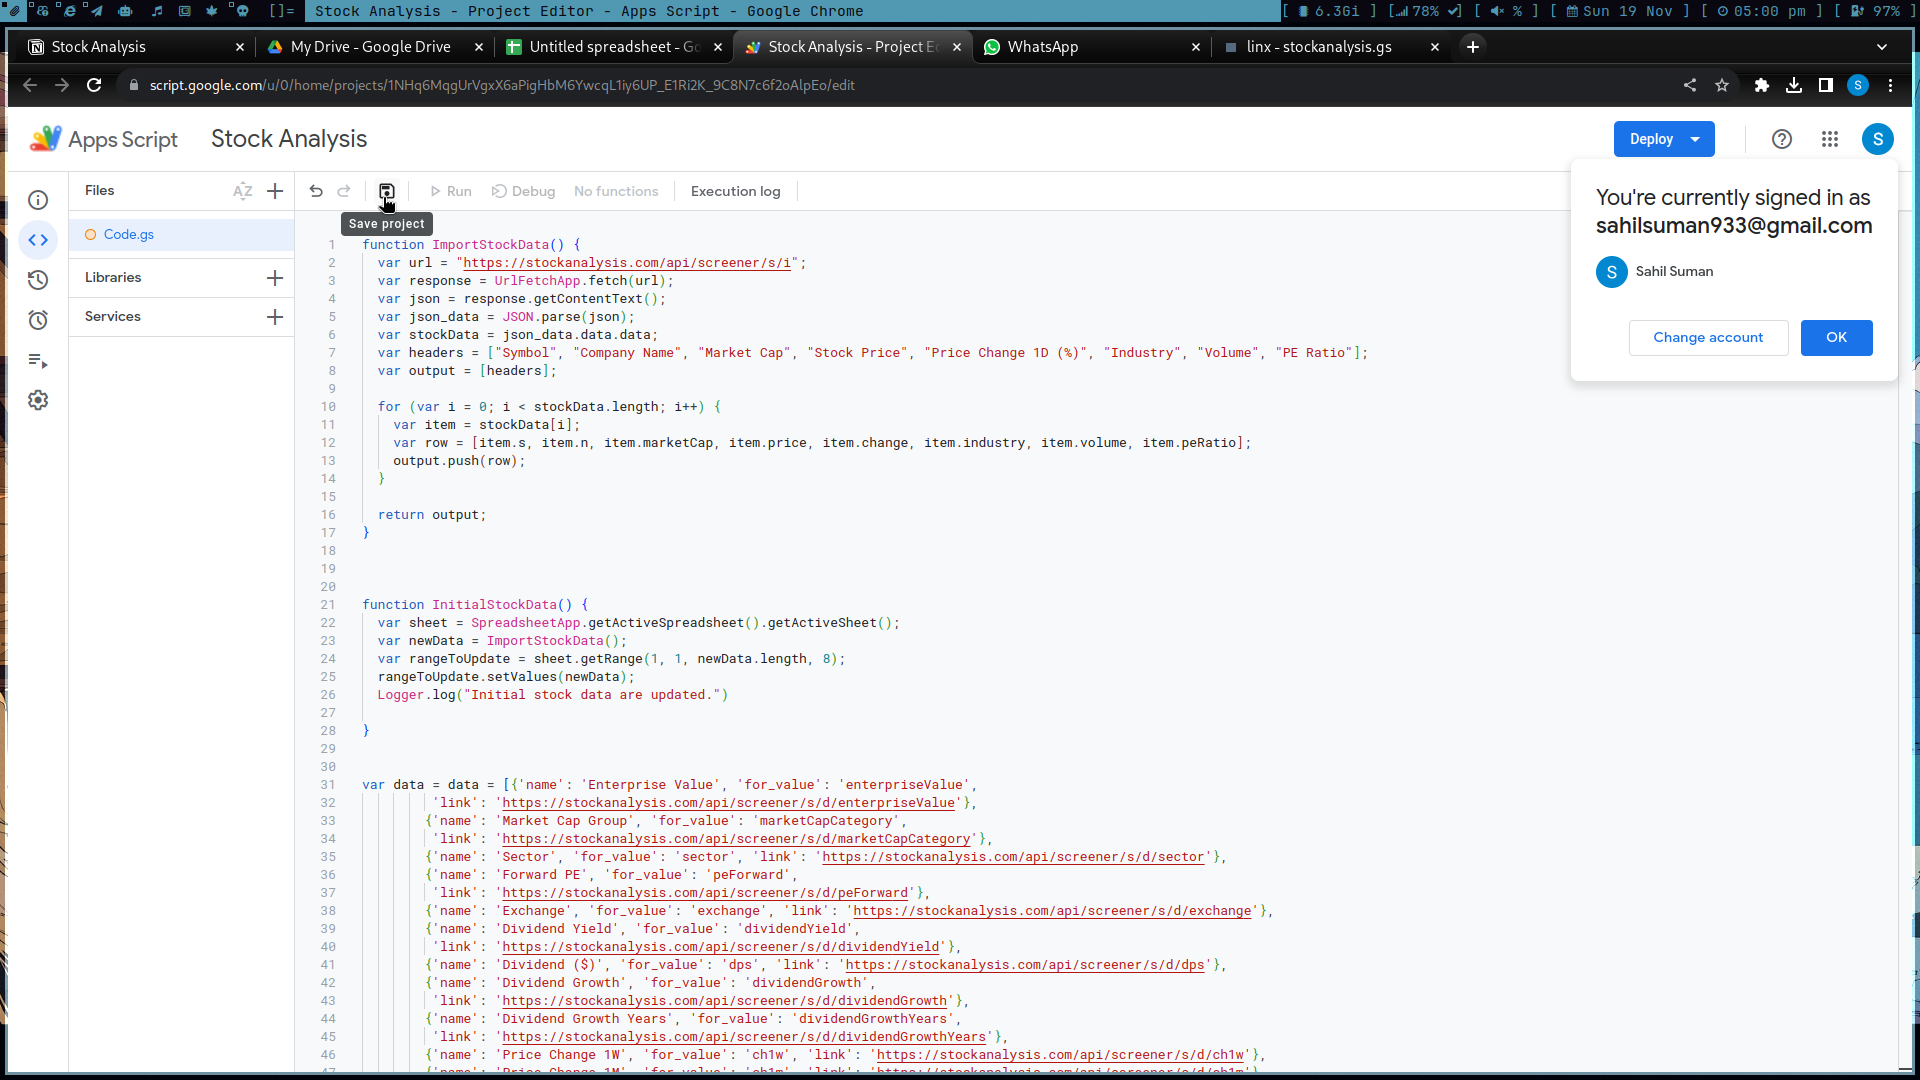 []= Stock Analysis - Project Editor - Apps Script - Google Chrome [ 6.3Gi ] [ 78% ] [ % ] [ Sun 19 Nov ] [ 05:00 pm ] [ 97% ]
Stock Analysis My Drive - Google Drive Untitled spreadsheet - Go Stock Analysis - Project E WhatsApp linx - stockanalysis.gs
script.google.com/u/0/home/projects/1NHq6MqgUrVgxX6aPigHbM6YwcqL1iy6UP_E1Ri2K_9C8N7c6f2oAlpEo/edit S
Apps Script Stock Analysis Deploy S
Files AZ Run Debug No functions Execution log
Save project
Code.gs
Libraries
Services
You're currently signed in as
sahilsuman933@gmail.com
S Sahil Suman
Change account OK
1 function ImportStockData() {
2 var url = "https://stockanalysis.com/api/screener/s/i";
3 var response = UrlFetchApp.fetch(url);
4 var json = response.getContentText();
5 var json_data = JSON.parse(json);
6 var stockData = json_data.data.data;
7 var headers = ["Symbol", "Company Name", "Market Cap", "Stock Price", "Price Change 1D (%)", "Industry", "Volume", "PE Ratio"];
8 var output = [headers];
9
10 for (var i = 0; i < stockData.length; i++) {
11 var item = stockData[i];
12 var row = [item.s, item.n, item.marketCap, item.price, item.change, item.industry, item.volume, item.peRatio];
13 output.push(row);
14 }
15
16 return output;
17 }
18
19
20
21 function InitialStockData() {
22 var sheet = SpreadsheetApp.getActiveSpreadsheet().getActiveSheet();
23 var newData = ImportStockData();
24 var rangeToUpdate = sheet.getRange(1, 1, newData.length, 8);
25 rangeToUpdate.setValues(newData);
26 Logger.log("Initial stock data are updated.")
27
28 }
29
30
31 var data = data = [{'name': 'Enterprise Value', 'for_value': 'enterpriseValue',
32 'link': 'https://stockanalysis.com/api/screener/s/d/enterpriseValue'},
33 {'name': 'Market Cap Group', 'for_value': 'marketCapCategory',
34 'link': 'https://stockanalysis.com/api/screener/s/d/marketCapCategory'},
35 {'name': 'Sector', 'for_value': 'sector', 'link': 'https://stockanalysis.com/api/screener/s/d/sector'},
36 {'name': 'Forward PE', 'for_value': 'peForward',
37 'link': 'https://stockanalysis.com/api/screener/s/d/peForward'},
38 {'name': 'Exchange', 'for_value': 'exchange', 'link': 'https://stockanalysis.com/api/screener/s/d/exchange'},
39 {'name': 'Dividend Yield', 'for_value': 'dividendYield',
40 'link': 'https://stockanalysis.com/api/screener/s/d/dividendYield'},
41 {'name': 'Dividend ($)', 'for_value': 'dps', 'link': 'https://stockanalysis.com/api/screener/s/d/dps'},
42 {'name': 'Dividend Growth', 'for_value': 'dividendGrowth',
43 'link': 'https://stockanalysis.com/api/screener/s/d/dividendGrowth'},
44 {'name': 'Dividend Growth Years', 'for_value': 'dividendGrowthYears',
45 'link': 'https://stockanalysis.com/api/screener/s/d/dividendGrowthYears'},
46 {'name': 'Price Change 1W', 'for_value': 'ch1w', 'link': 'https://stockanalysis.com/api/screener/s/d/ch1w'},